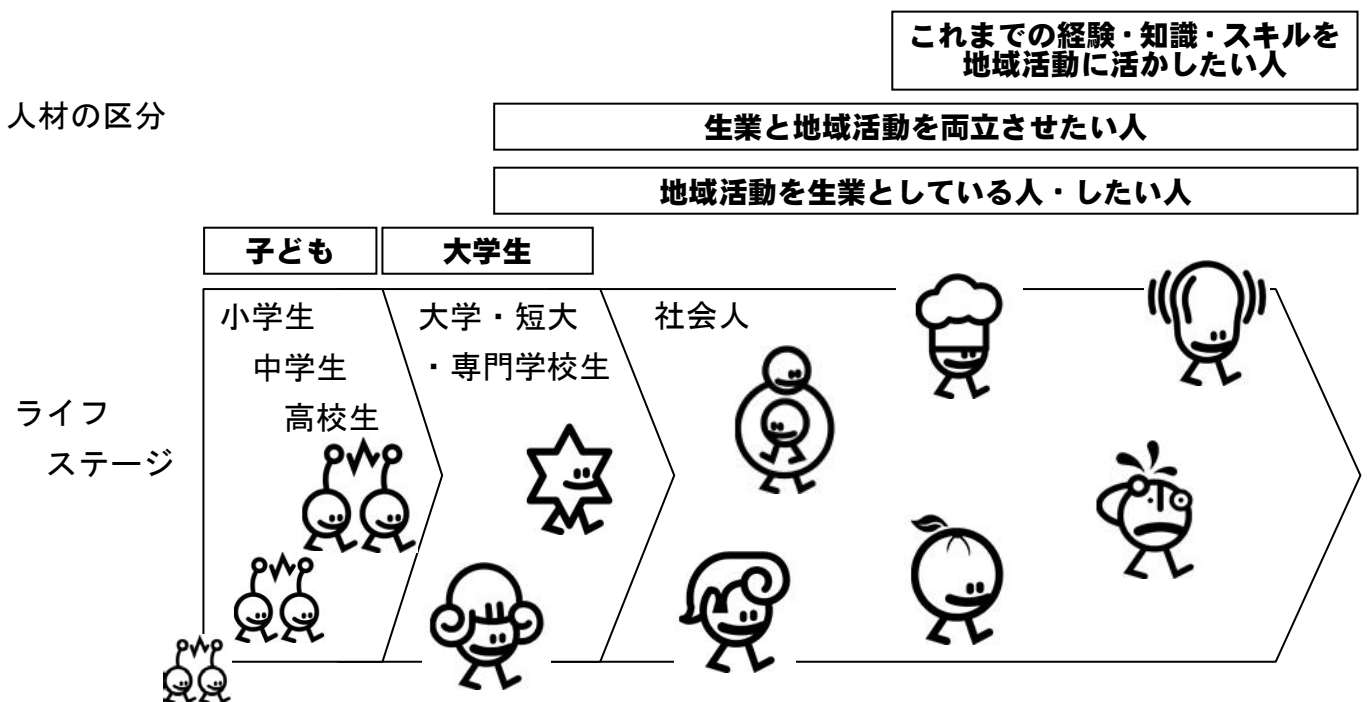 これまでの経験・知識・スキルを
地域活動に活かしたい人
人材の区分
生業と地域活動を両立させたい人
地域活動を生業としている人・したい人
子ども
大学生
小学生
中学生
高校生
大学・短大
・専門学校生
社会人
ライフ
ステージ